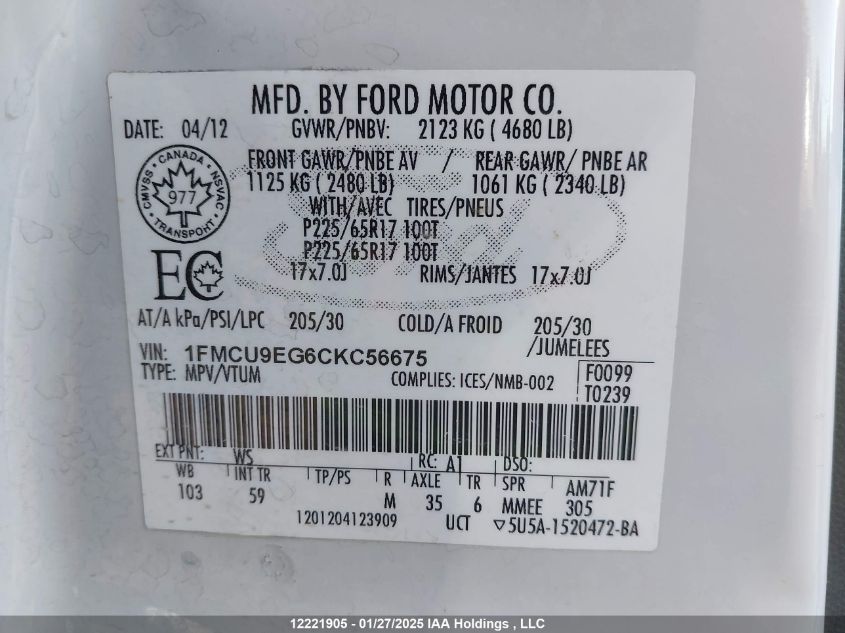 MFD. BY FORD MOTOR CO.
DATE: 04/12 GVWR/PNBV: 2123 KG ( 4680 LB)
FRONT GAWR/PNBE AV / REAR GAWR/ PNBE AR
1125 KG ( 2480 LB) 1061 KG ( 2340 LB)
WITH/AVEC TIRES/PNEUS
P225/65R17 100T
P225/65R17 100T
17x7.0J RIMS/JANTES 17x7.0J
CANADA
CMVSS 977 NSVAC
TRANSPORT
EC
Ford
AT/A kPa/PSI/LPC 205/30 COLD/A FROID 205/30
/JUMELEES
VIN: 1FMCU9EG6CKC56675
TYPE: MPV/VTUM COMPLIES: ICES/NMB-002
F0099
T0239
EXT PNT: WS RC: A1 DSO:
WB INT TR TP/PS R AXLE TR SPR AM71F
103 59 M 35 6 MMEE 305
1201204123909 UCT ▽5U5A-1520472-BA
12221905 - 01/27/2025 IAA Holdings , LLC